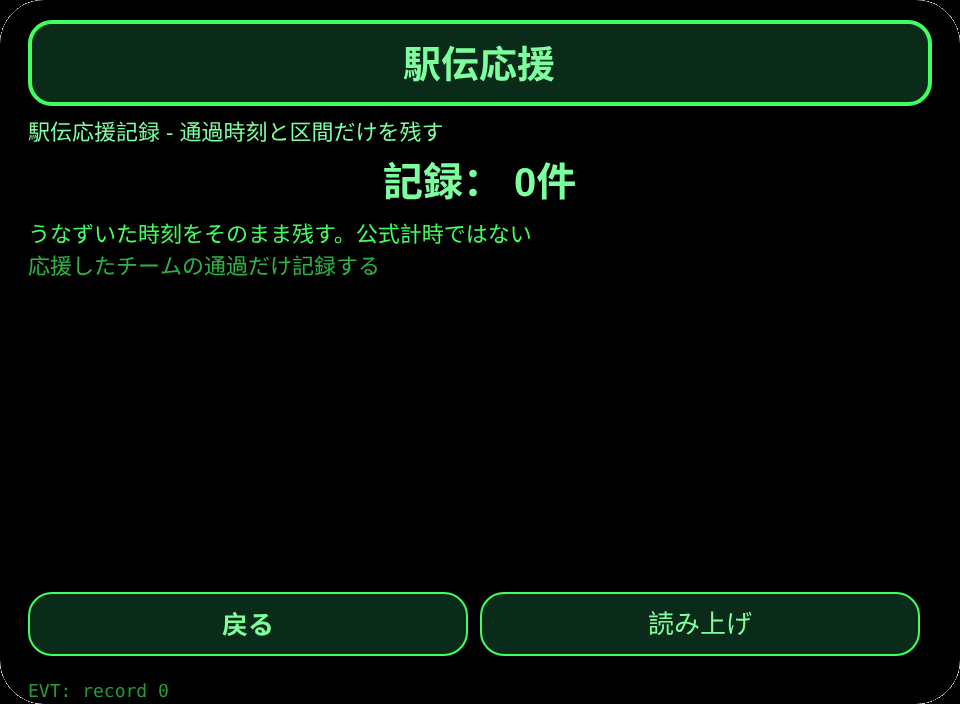 駅伝応援
駅伝応援記録 - 通過時刻と区間だけを残す
記録： 0件
うなずいた時刻をそのまま残す。公式計時ではない
応援したチームの通過だけ記録する
戻る
読み上げ
EVT: record 0